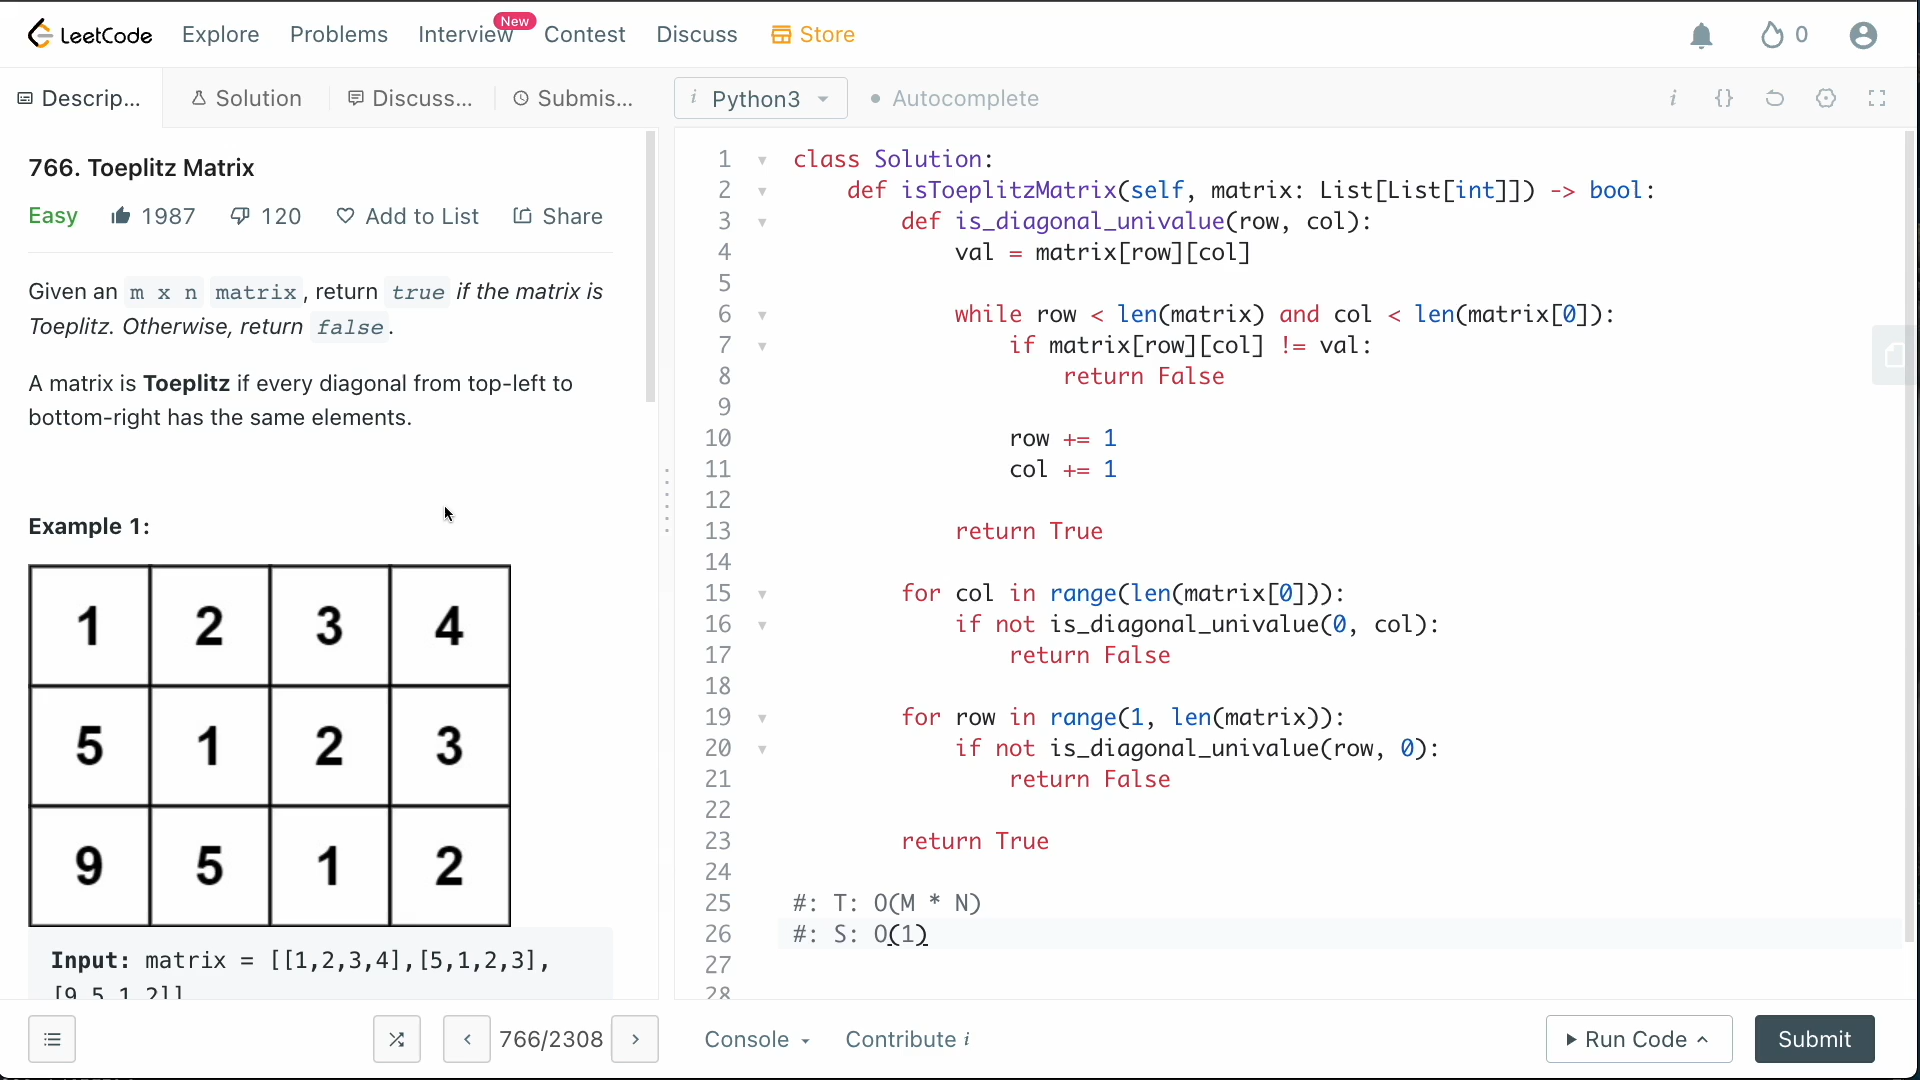 LeetCode Explore Problems Interview New Contest Discuss Store 0
Descrip... Solution Discuss... Submis...
Python3 Autocomplete i {}
766. Toeplitz Matrix
Easy 1987 120 Add to List Share
Given an m x n matrix, return true if the matrix is
Toeplitz. Otherwise, return false.
A matrix is Toeplitz if every diagonal from top-left to
bottom-right has the same elements.
Example 1:
1 2 3 4
5 1 2 3
9 5 1 2
Input: matrix = [[1,2,3,4],[5,1,2,3],
[9,5,1,2]]
1 class Solution:
2 def isToeplitzMatrix(self, matrix: List[List[int]]) -> bool:
3 def is_diagonal_univalue(row, col):
4 val = matrix[row][col]
5
6 while row < len(matrix) and col < len(matrix[0]):
7 if matrix[row][col] != val:
8 return False
9
10 row += 1
11 col += 1
12
13 return True
14
15 for col in range(len(matrix[0])):
16 if not is_diagonal_univalue(0, col):
17 return False
18
19 for row in range(1, len(matrix)):
20 if not is_diagonal_univalue(row, 0):
21 return False
22
23 return True
24
25 #: T: O(M * N)
26 #: S: O(1)
27
28
766/2308
Console Contribute i
Run Code Submit